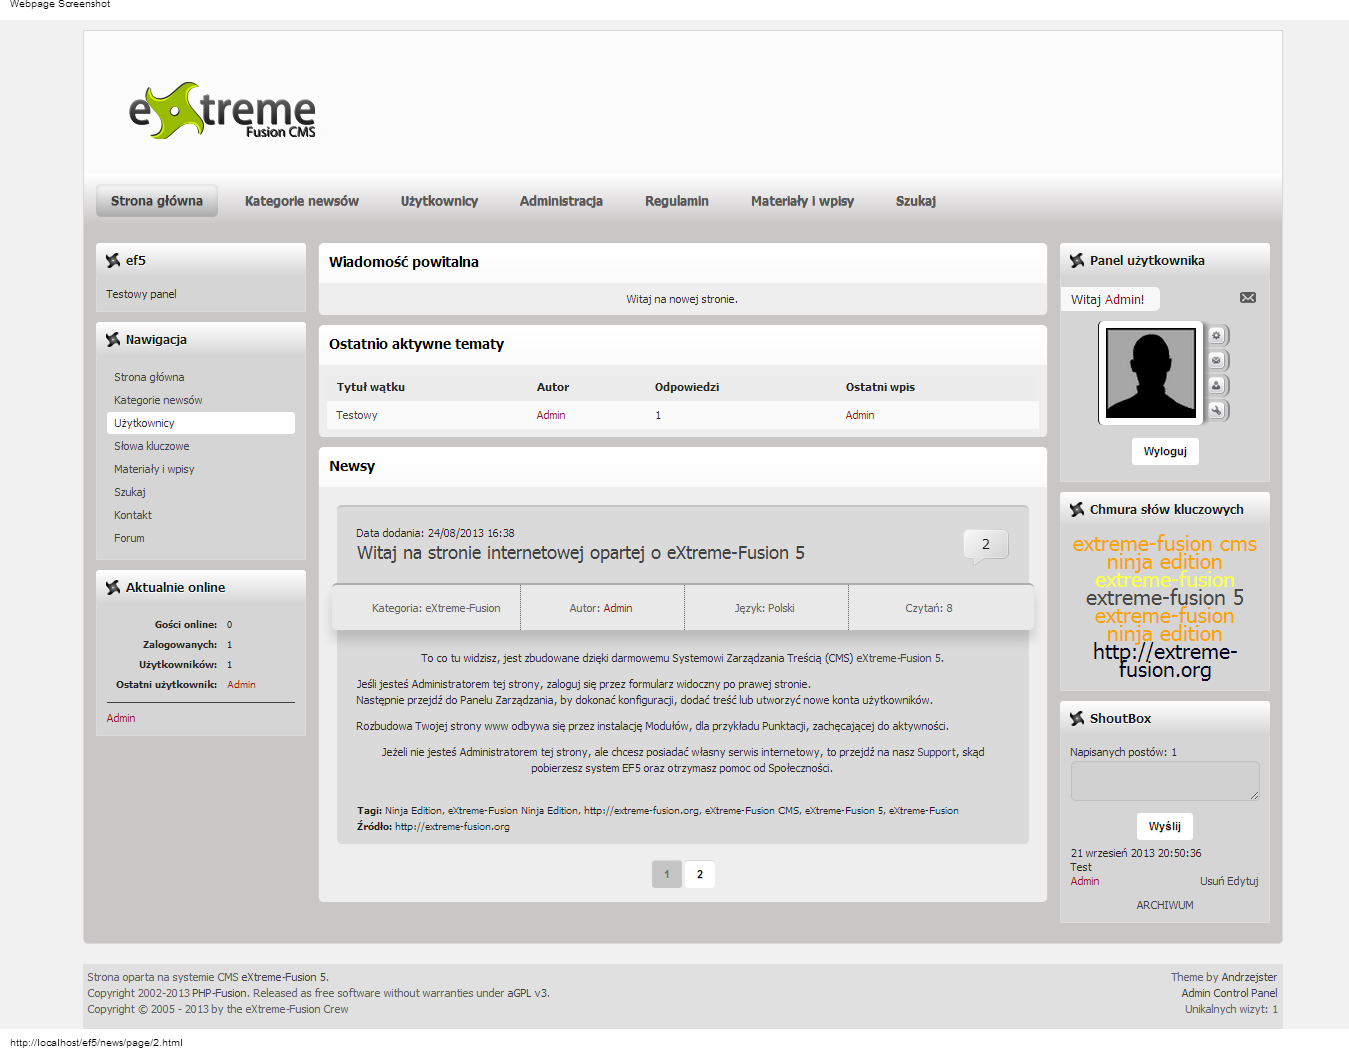 Webpage Screenshot
eXtreme
Fusion CMS
Strona główna Kategorie newsów Użytkownicy Administracja Regulamin Materiały i wpisy Szukaj
ef5
Testowy panel
Nawigacja
Strona główna
Kategorie newsów
Użytkownicy
Słowa kluczowe
Materiały i wpisy
Szukaj
Kontakt
Forum
Aktualnie online
Gości online: 0
Zalogowanych: 1
Użytkowników: 1
Ostatni użytkownik: Admin
Admin
Wiadomość powitalna
Witaj na nowej stronie.
Ostatnio aktywne tematy
Tytuł wątku Autor Odpowiedzi Ostatni wpis
Testowy Admin 1 Admin
Newsy
Data dodania: 24/08/2013 16:38
Witaj na stronie internetowej opartej o eXtreme-Fusion 5
2
Kategoria: eXtreme-Fusion Autor: Admin Język: Polski Czytań: 8
To co tu widzisz, jest zbudowane dzięki darmowemu Systemowi Zarządzania Treścią (CMS) eXtreme-Fusion 5.
Jeśli jesteś Administratorem tej strony, zaloguj się przez formularz widoczny po prawej stronie.
Następnie przejdź do Panelu Zarządzania, by dokonać konfiguracji, dodać treść lub utworzyć nowe konta użytkowników.
Rozbudowa Twojej strony www odbywa się przez instalację Modułów, dla przykładu Punktacji, zachęcającej do aktywności.
Jeżeli nie jesteś Administratorem tej strony, ale chcesz posiadać własny serwis internetowy, to przejdź na nasz Support, skąd
pobierzesz system EF5 oraz otrzymasz pomoc od Społeczności.
Tagi: Ninja Edition, eXtreme-Fusion Ninja Edition, http://extreme-fusion.org, eXtreme-Fusion CMS, eXtreme-Fusion 5, eXtreme-Fusion
Źródło: http://extreme-fusion.org
1 2
Panel użytkownika
Witaj Admin!
Wyloguj
Chmura słów kluczowych
extreme-fusion cms
ninja edition
extreme-fusion
extreme-fusion 5
extreme-fusion
ninja edition
http://extreme-
fusion.org
ShoutBox
Napisanych postów: 1
Wyślij
21 wrzesień 2013 20:50:36
Test
Admin Usuń Edytuj
ARCHIWUM
Strona oparta na systemie CMS eXtreme-Fusion 5.
Copyright 2002-2013 PHP-Fusion. Released as free software without warranties under aGPL v3.
Copyright © 2005 - 2013 by the eXtreme-Fusion Crew
Theme by Andrzejster
Admin Control Panel
Unikalnych wizyt: 1
http://localhost/ef5/news/page/2.html